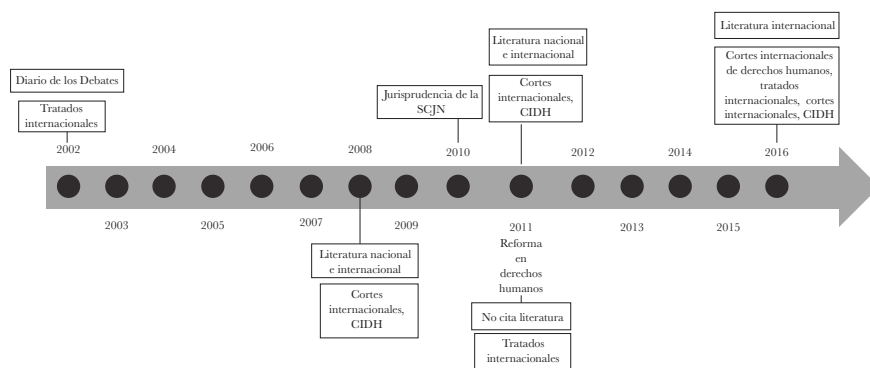 Diario de los Debates
Tratados
internacionales
2002
2004
2006
2008
Jurisprudencia de la
SCJN
2010
Literatura nacional
e internacional
Cortes
internacionales,
CIDH
2012
2014
Literatura internacional
Cortes internacionales
de derechos humanos,
tratados
internacionales, cortes
internacionales, CIDH
2016
2003
2005
2007
Literatura nacional
e internacional
Cortes
internacionales,
CIDH
2009
2011
Reforma
en
derechos
humanos
No cita literatura
Tratados
internacionales
2013
2015